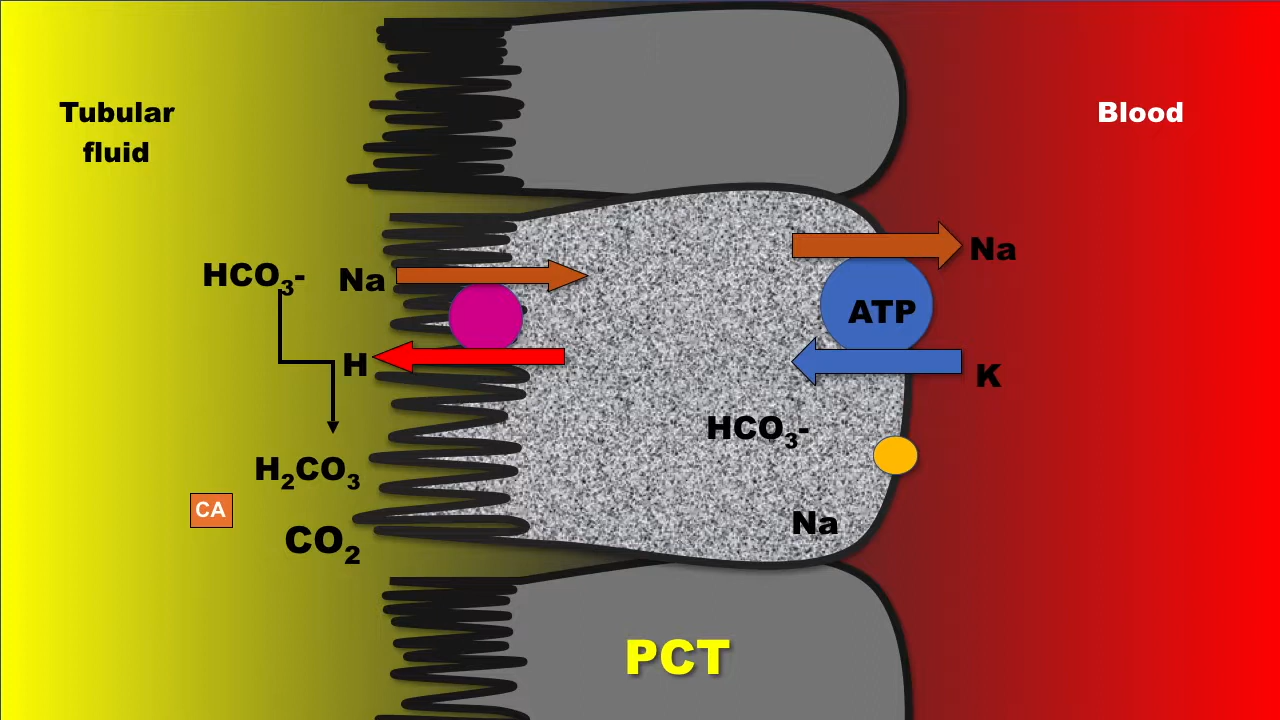 Tubular
fluid
Blood
Na
HCO₃-
Na
ATP
H
K
HCO₃-
H₂CO₃
CA
Na
CO₂
PCT